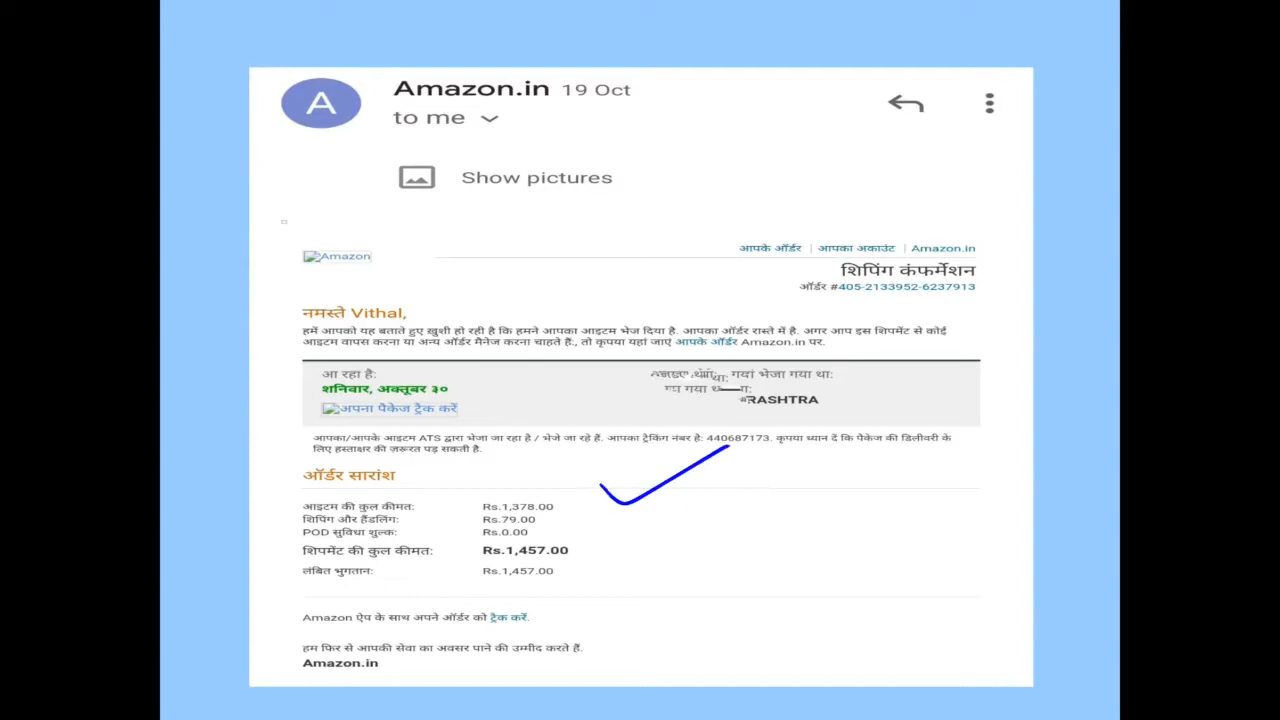 A
Amazon.in 19 Oct
to me
Show pictures
Amazon
आपके ऑर्डर | आपका अकाउंट | Amazon.in
शिपिंग कंफर्मेशन
ऑर्डर #405-2133952-6237913
नमस्ते Vithal,
हमें आपको यह बताते हुए ख़ुशी हो रही है कि हमने आपका आइटम भेज दिया है. आपका ऑर्डर रास्ते में है. अगर आप इस शिपमेंट से कोई
आइटम वापस करना या अन्य ऑर्डर मैनेज करना चाहते हैं:, तो कृपया यहां जाएं आपके ऑर्डर Amazon.in पर.
आ रहा है:
शनिवार, अक्तूबर ३०
अपना पैकेज ट्रैक करें
भेजा गया था:
गया
RASHTRA
आपका/आपके आइटम ATS द्वारा भेजा जा रहा है / भेजे जा रहे हैं. आपका ट्रैकिंग नंबर है: 440687173. कृपया ध्यान दें कि पैकेज की डिलीवरी के
लिए हस्ताक्षर की ज़रूरत पड़ सकती है.
ऑर्डर सारांश
आइटम की कुल कीमत: Rs.1,378.00
शिपिंग और हैंडलिंग: Rs.79.00
POD सुविधा शुल्क: Rs.0.00
शिपमेंट की कुल कीमत: Rs.1,457.00
लंबित भुगतान: Rs.1,457.00
Amazon ऐप के साथ अपने ऑर्डर को ट्रैक करें.
हम फिर से आपकी सेवा का अवसर पाने की उम्मीद करते हैं.
Amazon.in